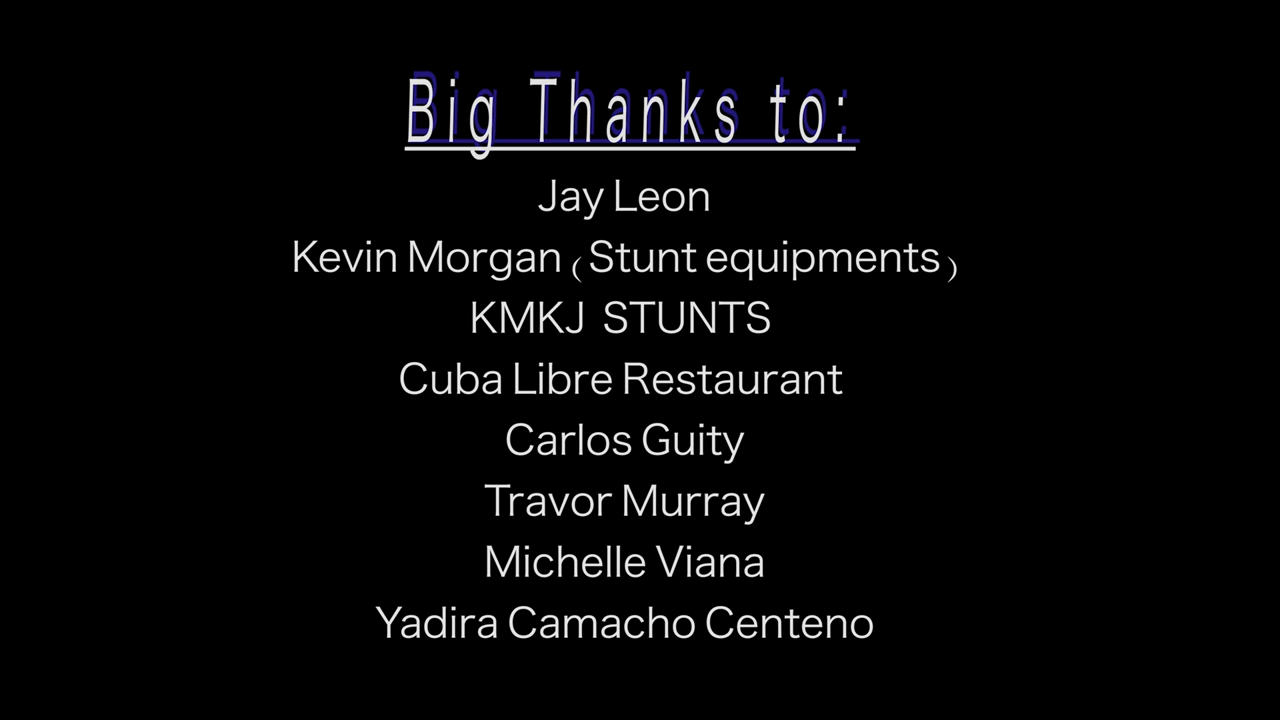 Big Thanks to:
Jay Leon
Kevin Morgan (Stunt equipments)
KMKJ STUNTS
Cuba Libre Restaurant
Carlos Guity
Travor Murray
Michelle Viana
Yadira Camacho Centeno